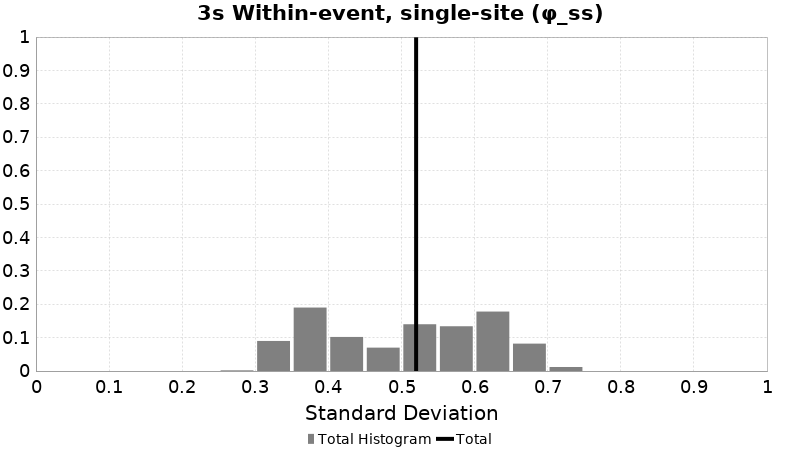 3s Within-event, single-site (φ_ss)
1
0.9
0.8
0.7
0.6
0.5
0.4
0.3
0.2
0.1
0
0 0.1 0.2 0.3 0.4 0.5 0.6 0.7 0.8 0.9 1
Standard Deviation
Total Histogram Total